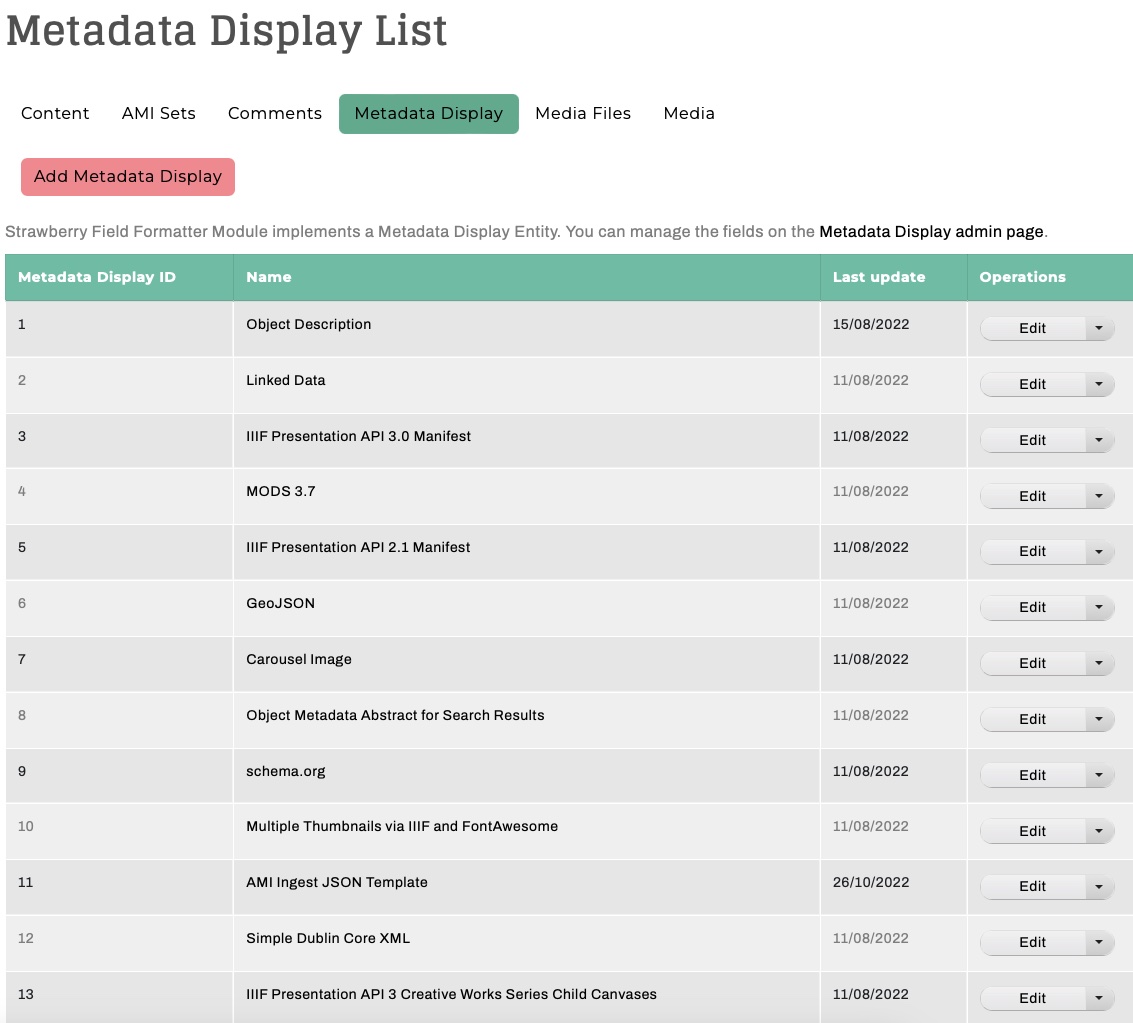 Metadata Display List
Content AMI Sets Comments Metadata Display Media Files Media
Add Metadata Display
Strawberry Field Formatter Module implements a Metadata Display Entity. You can manage the fields on the Metadata Display admin page.
Metadata Display ID Name Last update Operations
1 Object Description 15/08/2022 Edit
2 Linked Data 11/08/2022 Edit
3 IIIF Presentation API 3.0 Manifest 11/08/2022 Edit
4 MODS 3.7 11/08/2022 Edit
5 IIIF Presentation API 2.1 Manifest 11/08/2022 Edit
6 GeoJSON 11/08/2022 Edit
7 Carousel Image 11/08/2022 Edit
8 Object Metadata Abstract for Search Results 11/08/2022 Edit
9 schema.org 11/08/2022 Edit
10 Multiple Thumbnails via IIIF and FontAwesome 11/08/2022 Edit
11 AMI Ingest JSON Template 26/10/2022 Edit
12 Simple Dublin Core XML 11/08/2022 Edit
13 IIIF Presentation API 3 Creative Works Series Child Canvases 11/08/2022 Edit